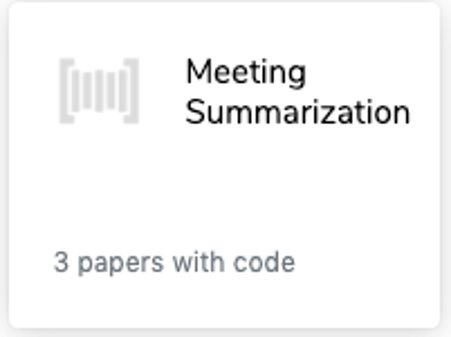 Meeting
Summarization
3 papers with code